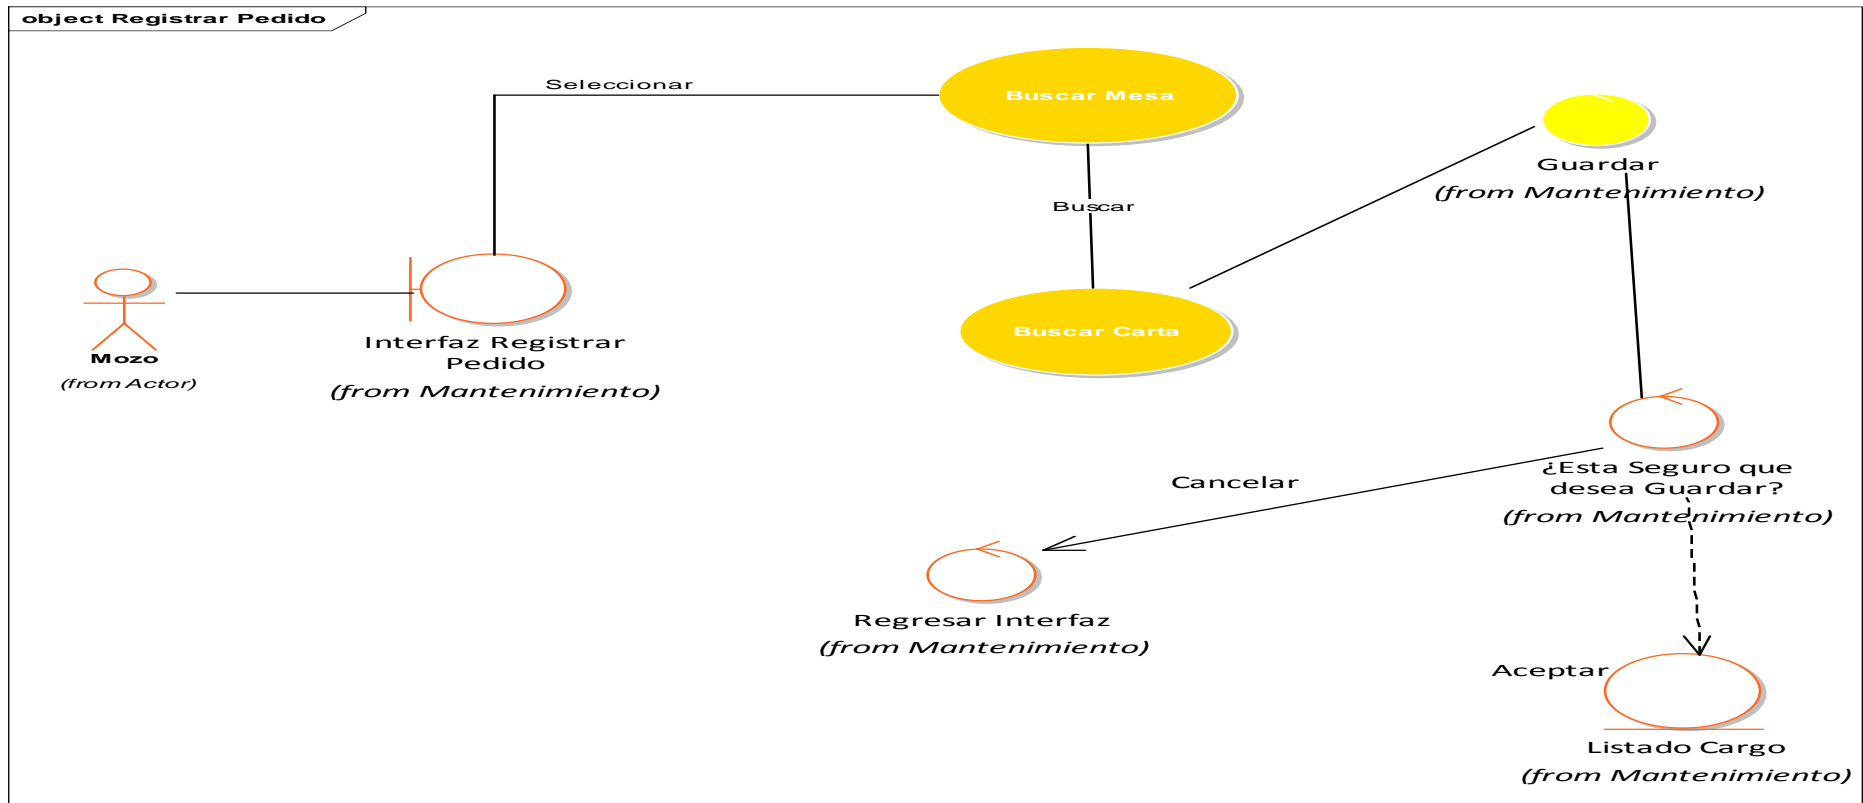 object Registrar Pedido
Seleccionar
Buscar Mesa
Guardar
(from Mantenimiento)
Buscar
Mozo
(from Actor)
Interfaz Registrar
Pedido
(from Mantenimiento)
Buscar Carta
¿Esta Seguro que
desea Guardar?
(from Mantenimiento)
Cancelar
Regresar Interfaz
(from Mantenimiento)
Aceptar
Listado Cargo
(from Mantenimiento)